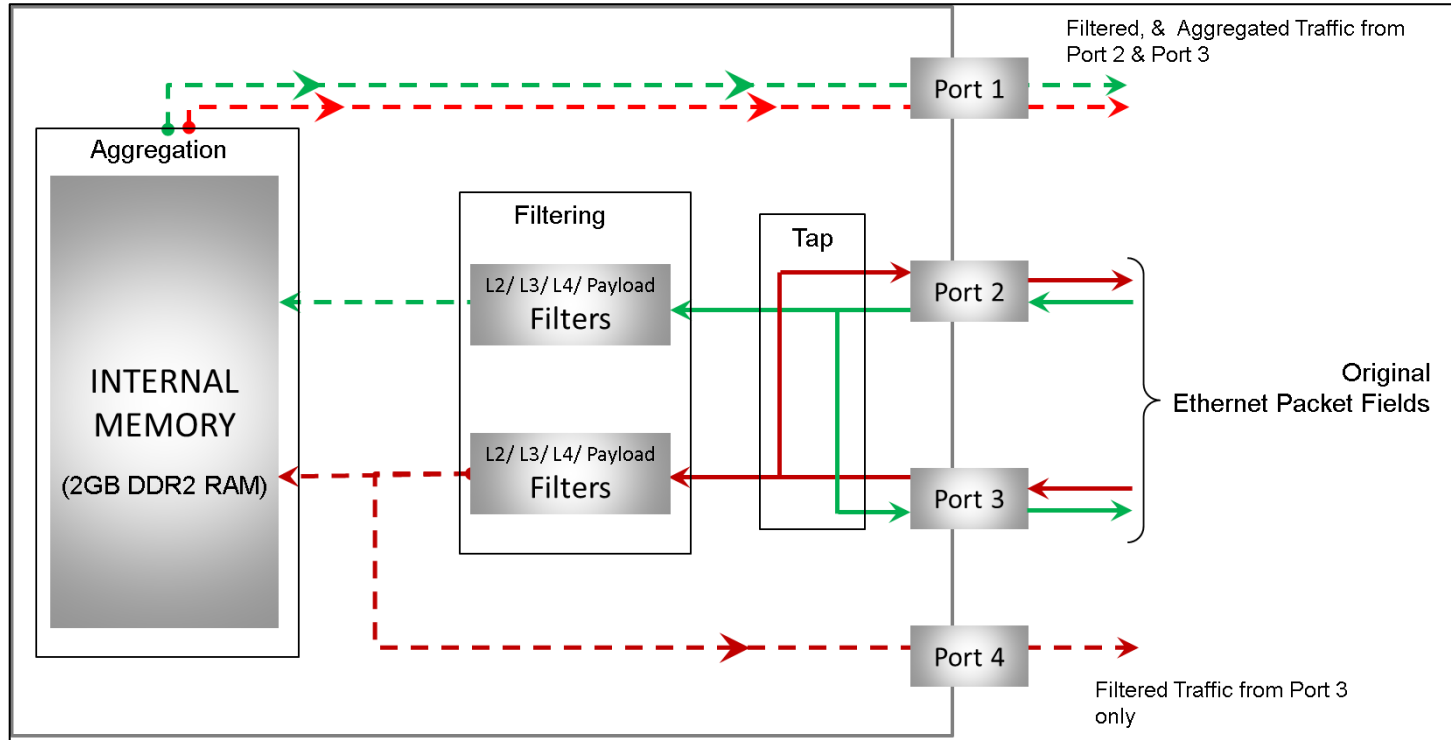 Filtered, & Aggregated Traffic from
Port 2 & Port 3
Port 1
Aggregation
INTERNAL
MEMORY
(2GB DDR2 RAM)
Filtering
L2/ L3/ L4/ Payload
Filters
L2/ L3/ L4/ Payload
Filters
Tap
Port 2
Port 3
Original
Ethernet Packet Fields
Port 4
Filtered Traffic from Port 3
only